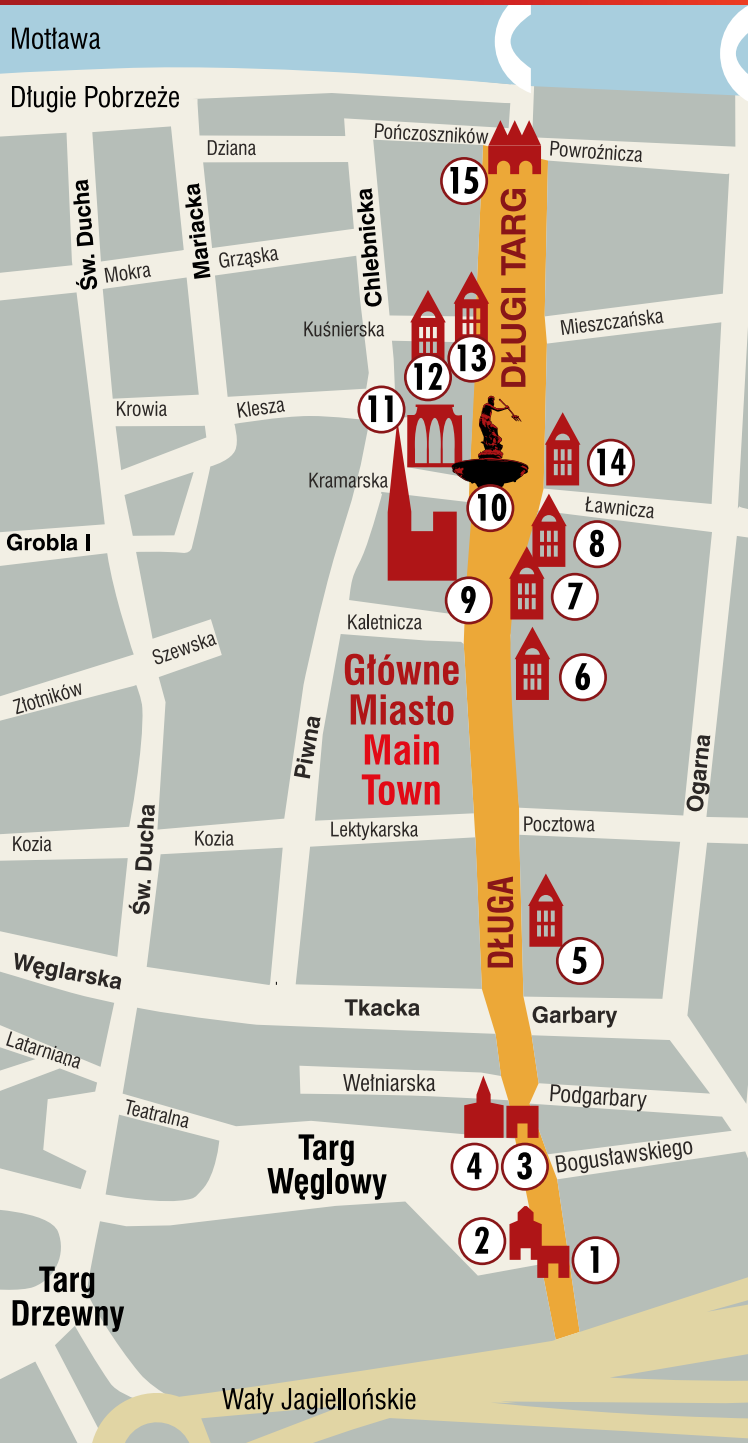 Motława
Długie Pobrzeże
Pończoszników
Powroźnicza
Dziana
15
Św. Ducha
Mariacka
Chlebnicka
DŁUGI TARG
Mokra
Grząska
Kuśnierska
Mieszczańska
13
12
11
Krowia
Klesza
14
Kramarska
10
Ławnicza
Grobla I
8
9
7
Kaletnicza
Szewska
Złotników
6
Główne
Miasto
Main
Town
Piwna
Ogarna
Kozia
Kozia
Lektykarska
Pocztowa
Św. Ducha
DŁUGA
5
Węglarska
Tkacka
Garbary
Latarniana
Wełniarska
Podgarbary
Teatralna
Targ
Węglowy
4
3
Bogusławskiego
2
1
Targ
Drzewny
Wały Jagiellońskie